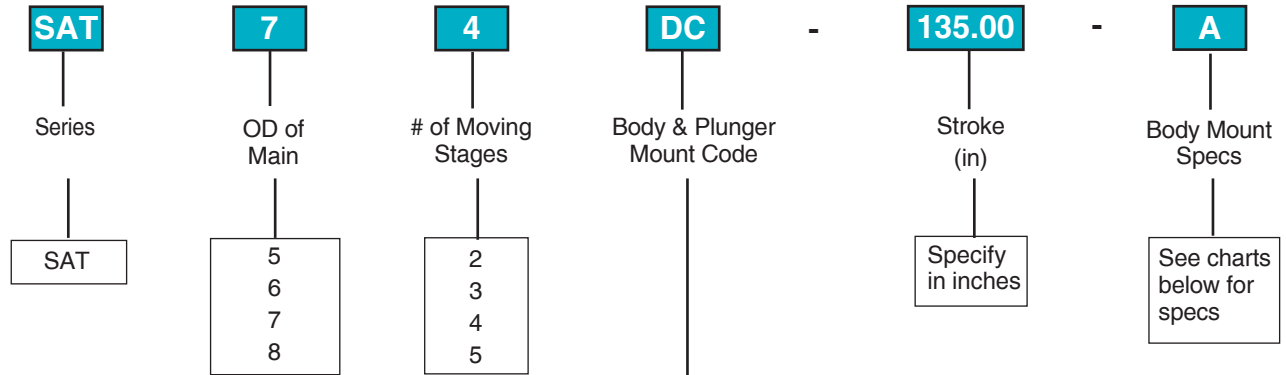 SAT 7 4 DC - 135.00 - A
Series
OD of
Main
# of Moving
Stages
Body & Plunger
Mount Code
Stroke
(in)
Body Mount
Specs
SAT
5
6
7
8
2
3
4
5
Specify
in inches
See charts
below for
specs